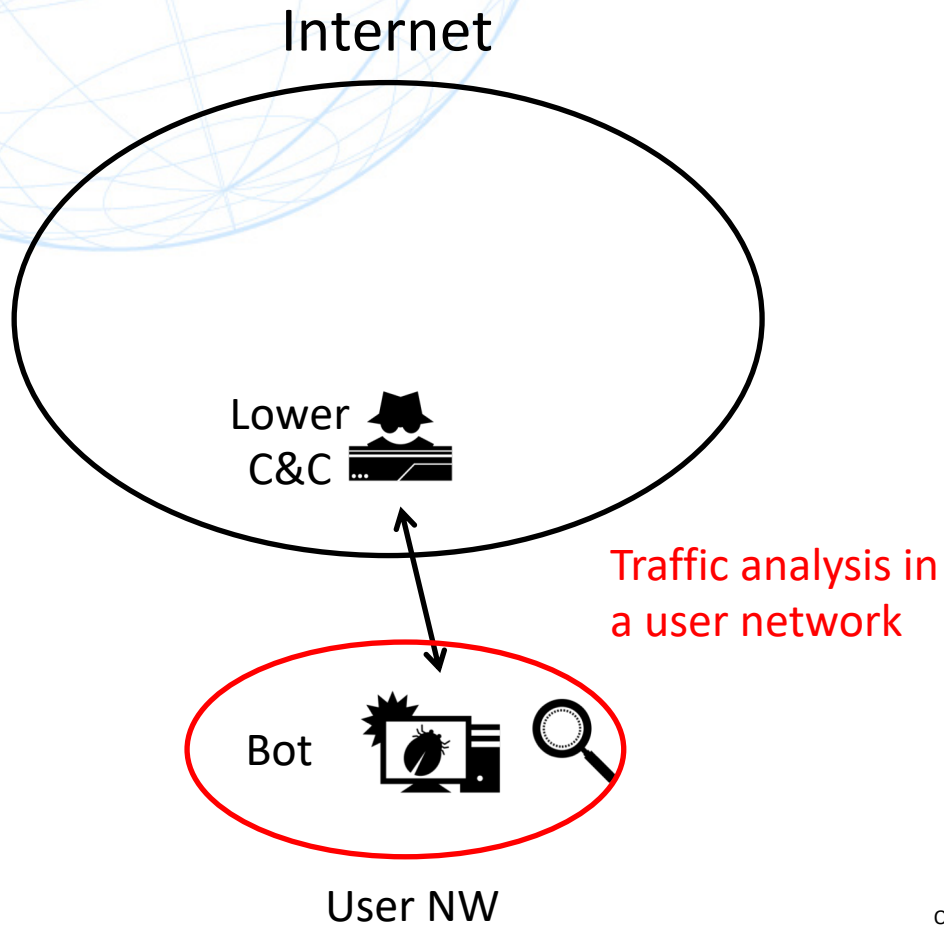 Internet
Lower
C&C
Traffic analysis in
a user network
Bot
User NW